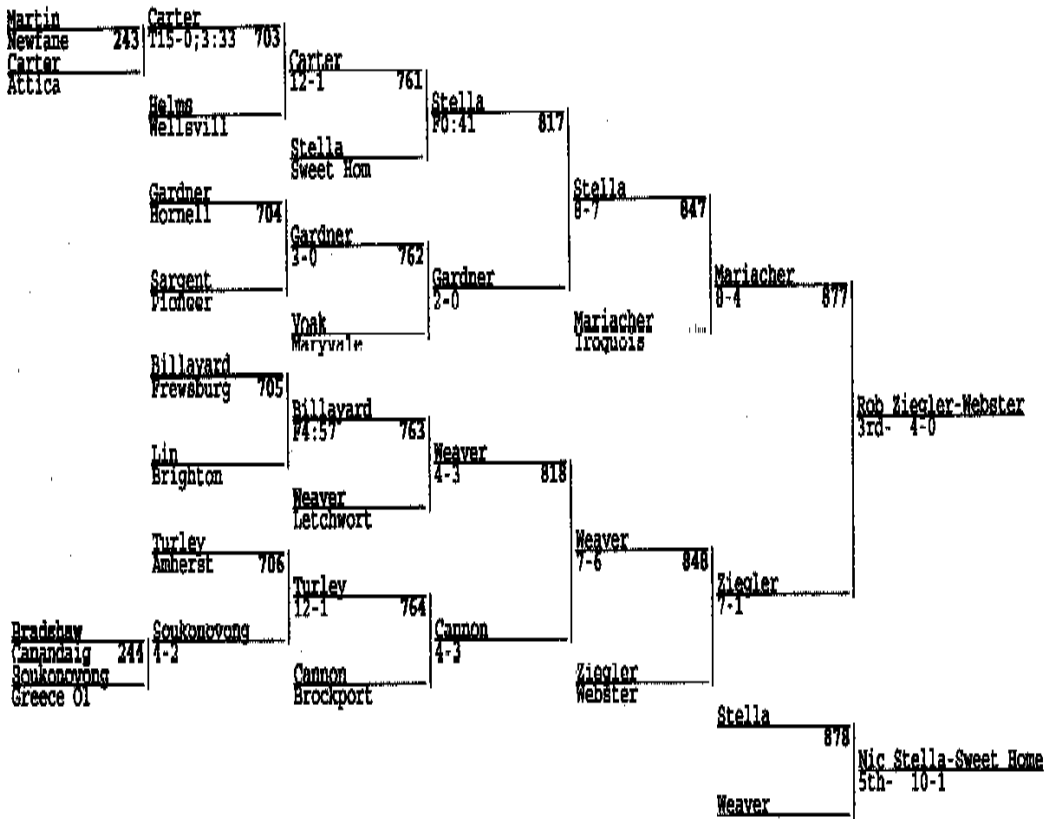 Martin
Newfane 243
Carter
Attica
Carter
T15-0;3:33 703
Helms
Wellsvill
Carter
12-1 761
Stella
Sweet Hom
Stella
F0:41 817
Gardner
Hornell 704
Sargent
Pioneer
Gardner
3-0 762
Voak
Maryvale
Gardner
2-0
Stella
8-7 847
Mariacher
Iroquois
Mariacher
8-4 877
Billayard
Frewsburg 705
Lin
Brighton
Billayard
F4:57 763
Weaver
Letchwort
Weaver
4-3 818
Turley
Amherst 706
Bradshaw
Canandaig 244
Soukonovong
Greece Ol
Soukonovong
4-2
Turley
12-1 764
Cannon
Brockport
Cannon
4-3
Weaver
7-6 848
Ziegler
Webster
Ziegler
7-1
Rob Ziegler-Webster
3rd- 4-0
Stella
878
Weaver
Nic Stella-Sweet Home
5th- 10-1